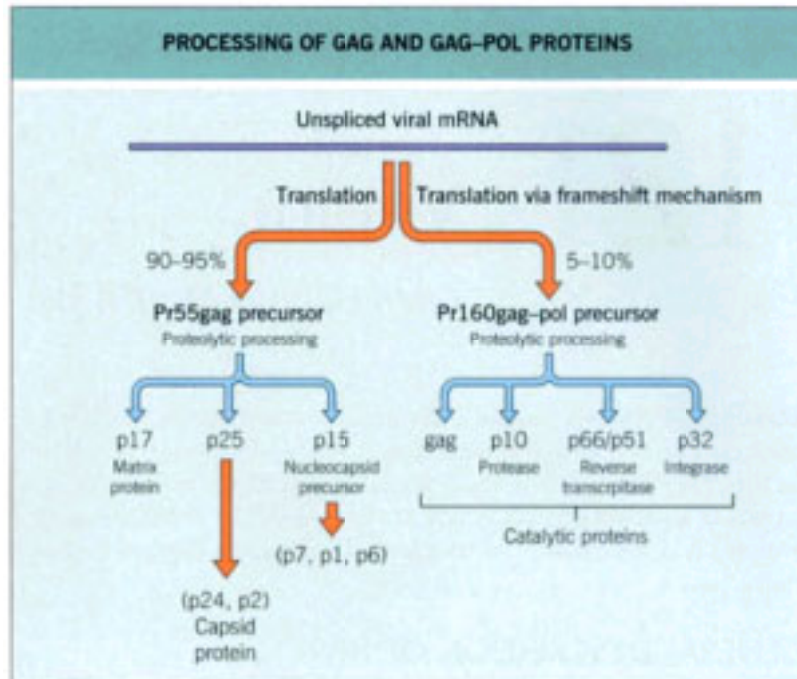 PROCESSING OF GAG AND GAG–POL PROTEINS
Unspliced viral mRNA
Translation
Translation via frameshift mechanism
90–95%
5–10%
Pr55gag precursor
Proteolytic processing
Pr160gag–pol precursor
Proteolytic processing
p17
Matrix
protein
p25
p15
Nucleocapsid
precursor
(p7, p1, p6)
(p24, p2)
Capsid
protein
gag
p10
Protease
p66/p51
Reverse
transcrpitase
p32
Integrase
Catalytic proteins